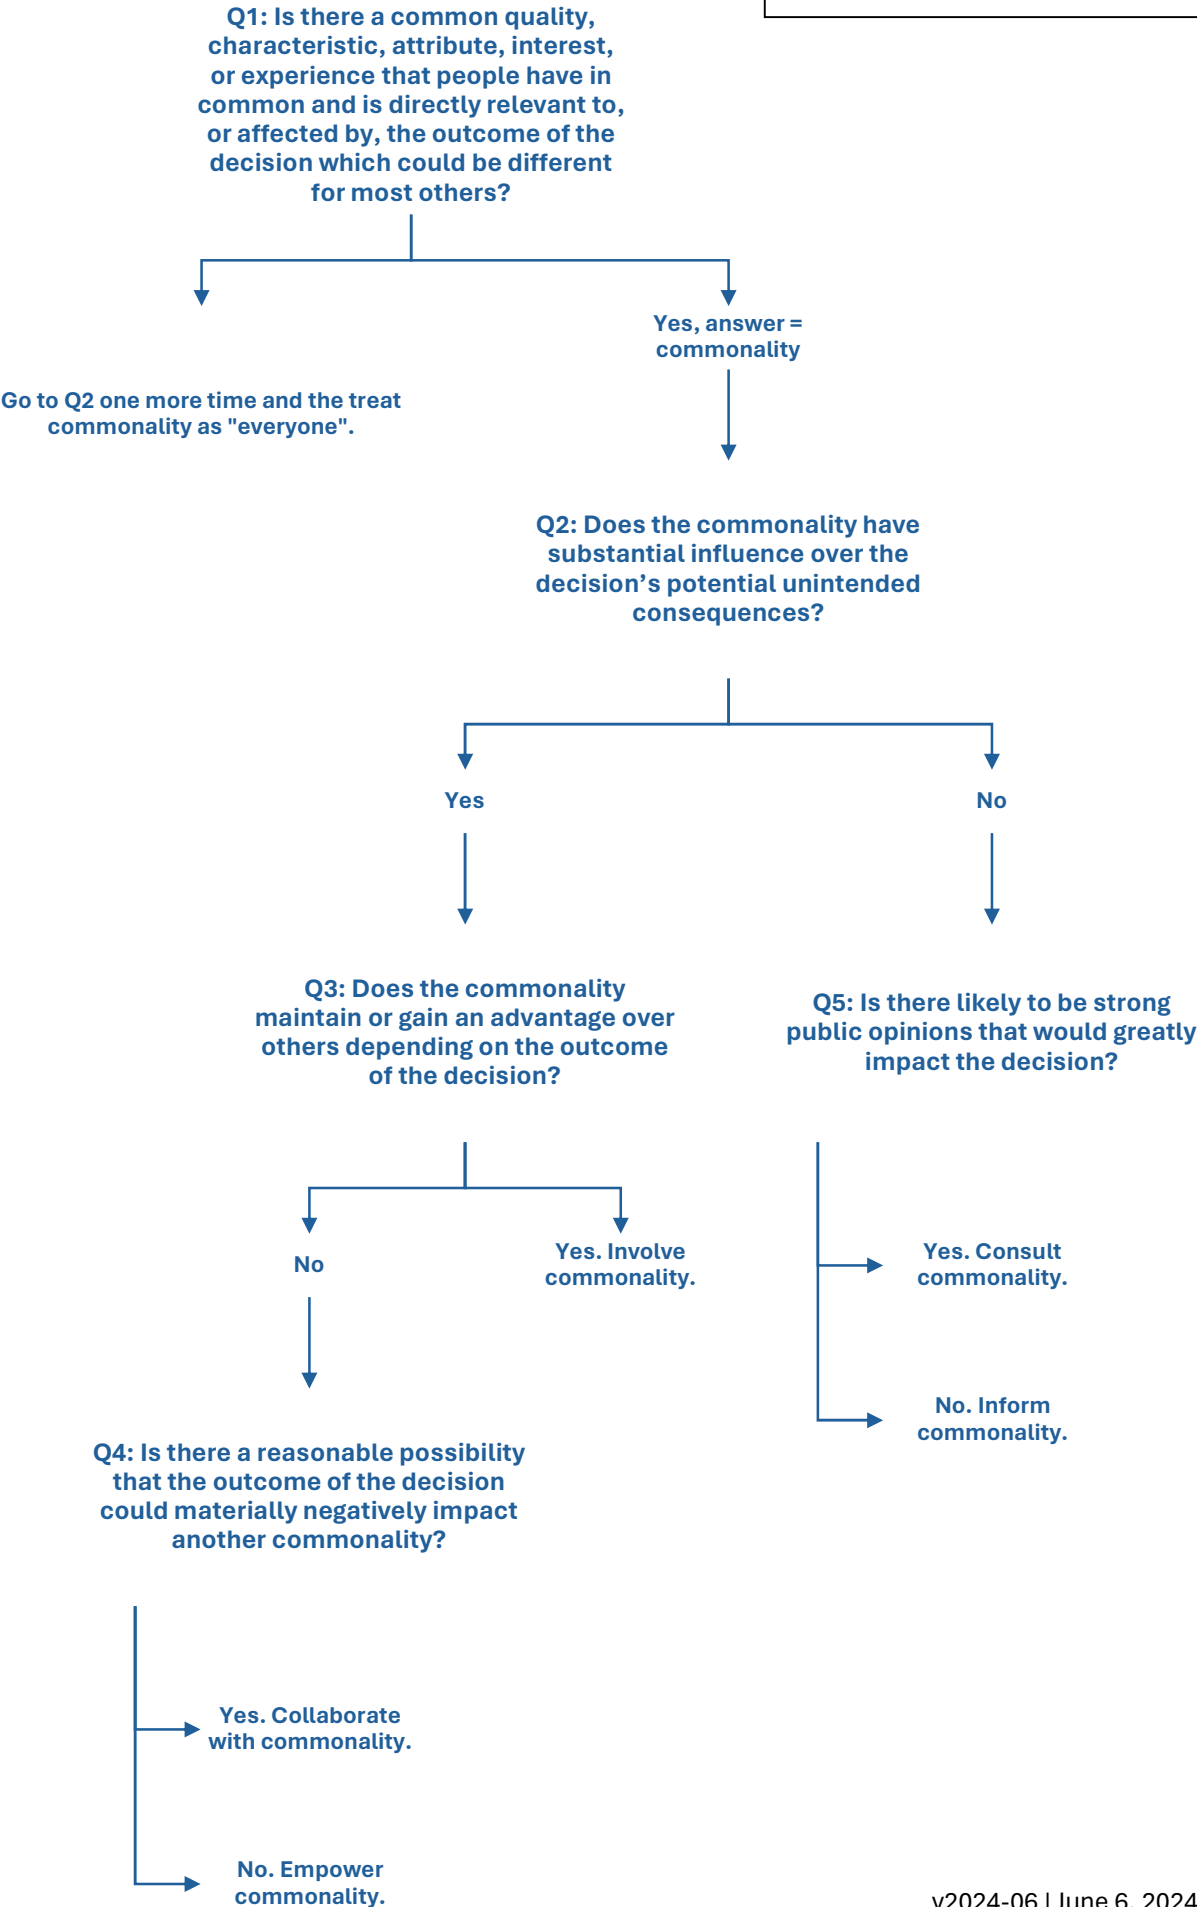 Q1: Is there a common quality,
characteristic, attribute, interest,
or experience that people have in
common and is directly relevant to,
or affected by, the outcome of the
decision which could be different
for most others?
Yes, answer =
commonality
Go to Q2 one more time and the treat
commonality as "everyone".
Q2: Does the commonality have
substantial influence over the
decision’s potential unintended
consequences?
Yes
No
Q3: Does the commonality
maintain or gain an advantage over
others depending on the outcome
of the decision?
Q5: Is there likely to be strong
public opinions that would greatly
impact the decision?
No
Yes. Involve
commonality.
Yes. Consult
commonality.
No. Inform
commonality.
Q4: Is there a reasonable possibility
that the outcome of the decision
could materially negatively impact
another commonality?
Yes. Collaborate
with commonality.
No. Empower
commonality.
v2024-06 | June 6, 2024